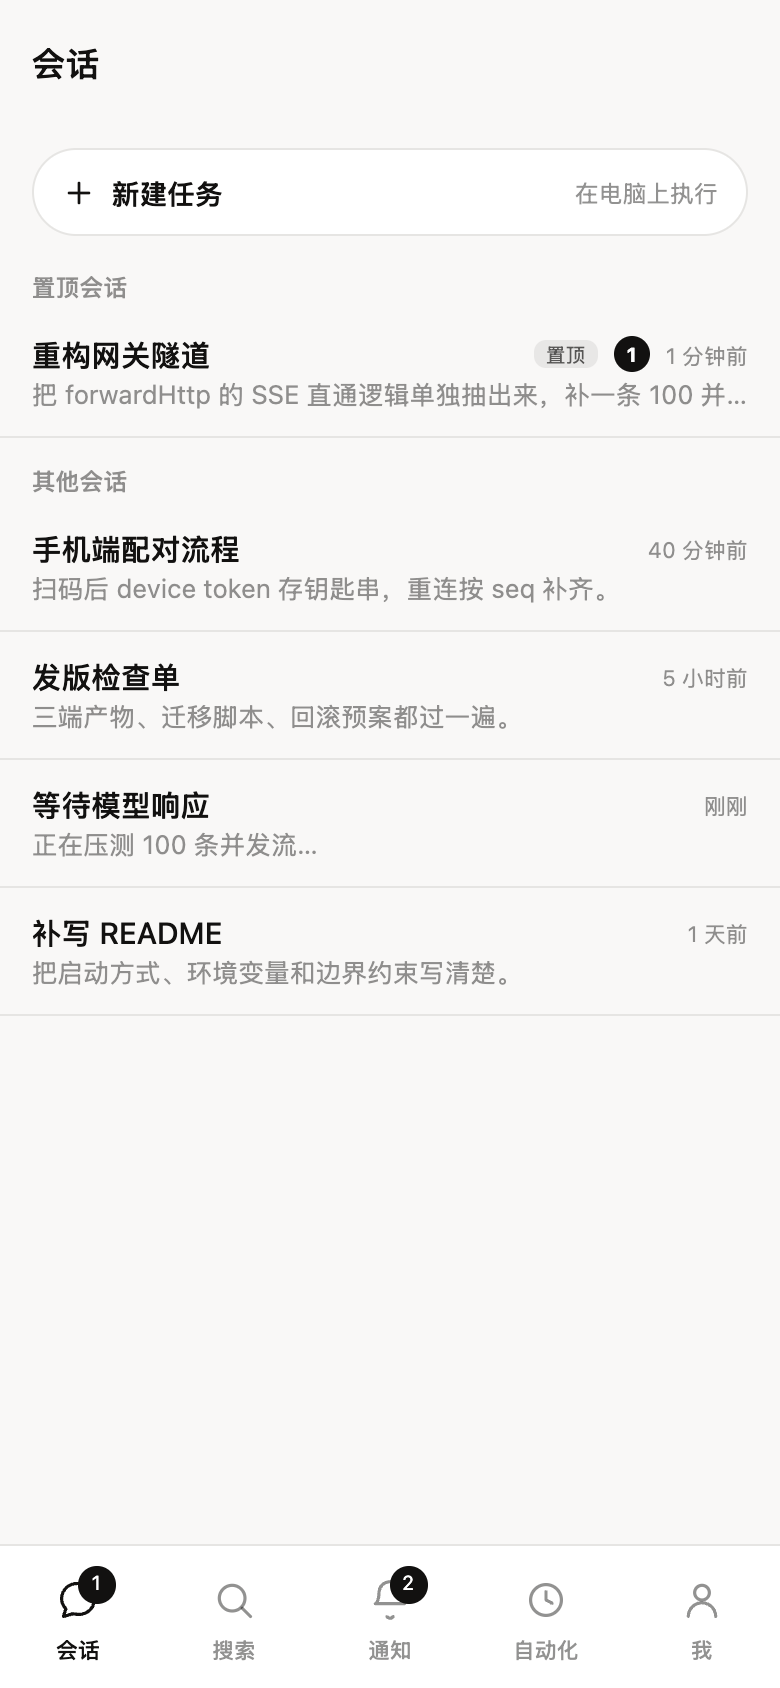 会话
新建任务 在电脑上执行
置顶会话
重构网关隧道 置顶 1 1 分钟前
把 forwardHttp 的 SSE 直通逻辑单独抽出来，补一条 100 并...
其他会话
手机端配对流程 40 分钟前
扫码后 device token 存钥匙串，重连按 seq 补齐。
发版检查单 5 小时前
三端产物、迁移脚本、回滚预案都过一遍。
等待模型响应 刚刚
正在压测 100 条并发流...
补写 README 1 天前
把启动方式、环境变量和边界约束写清楚。
1 2
会话 搜索 通知 自动化 我